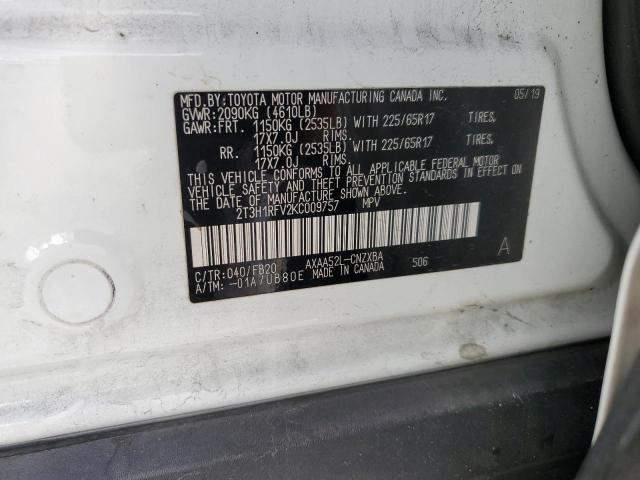 MFD.BY:TOYOTA MOTOR MANUFACTURING CANADA INC. 05/19
GVWR: 2090KG (4610LB)
GAWR:FRT. 1150KG (2535LB) WITH 225/65R17 TIRES.
17X7.0J RIMS.
RR. 1150KG (2535LB) WITH 225/65R17 TIRES.
17X7.0J RIMS.
THIS VEHICLE CONFORMS TO ALL APPLICABLE FEDERAL MOTOR
VEHICLE SAFETY AND THEFT PREVENTION STANDARDS IN EFFECT
ON THE DATE OF MANUFACTURE SHOWN ABOVE.
2T3H1RFV2KC009757 MPV
A
C/TR:040/FB20 AXAA52L-CNZXBA 506
A/TM: -01A/UB80E MADE IN CANADA